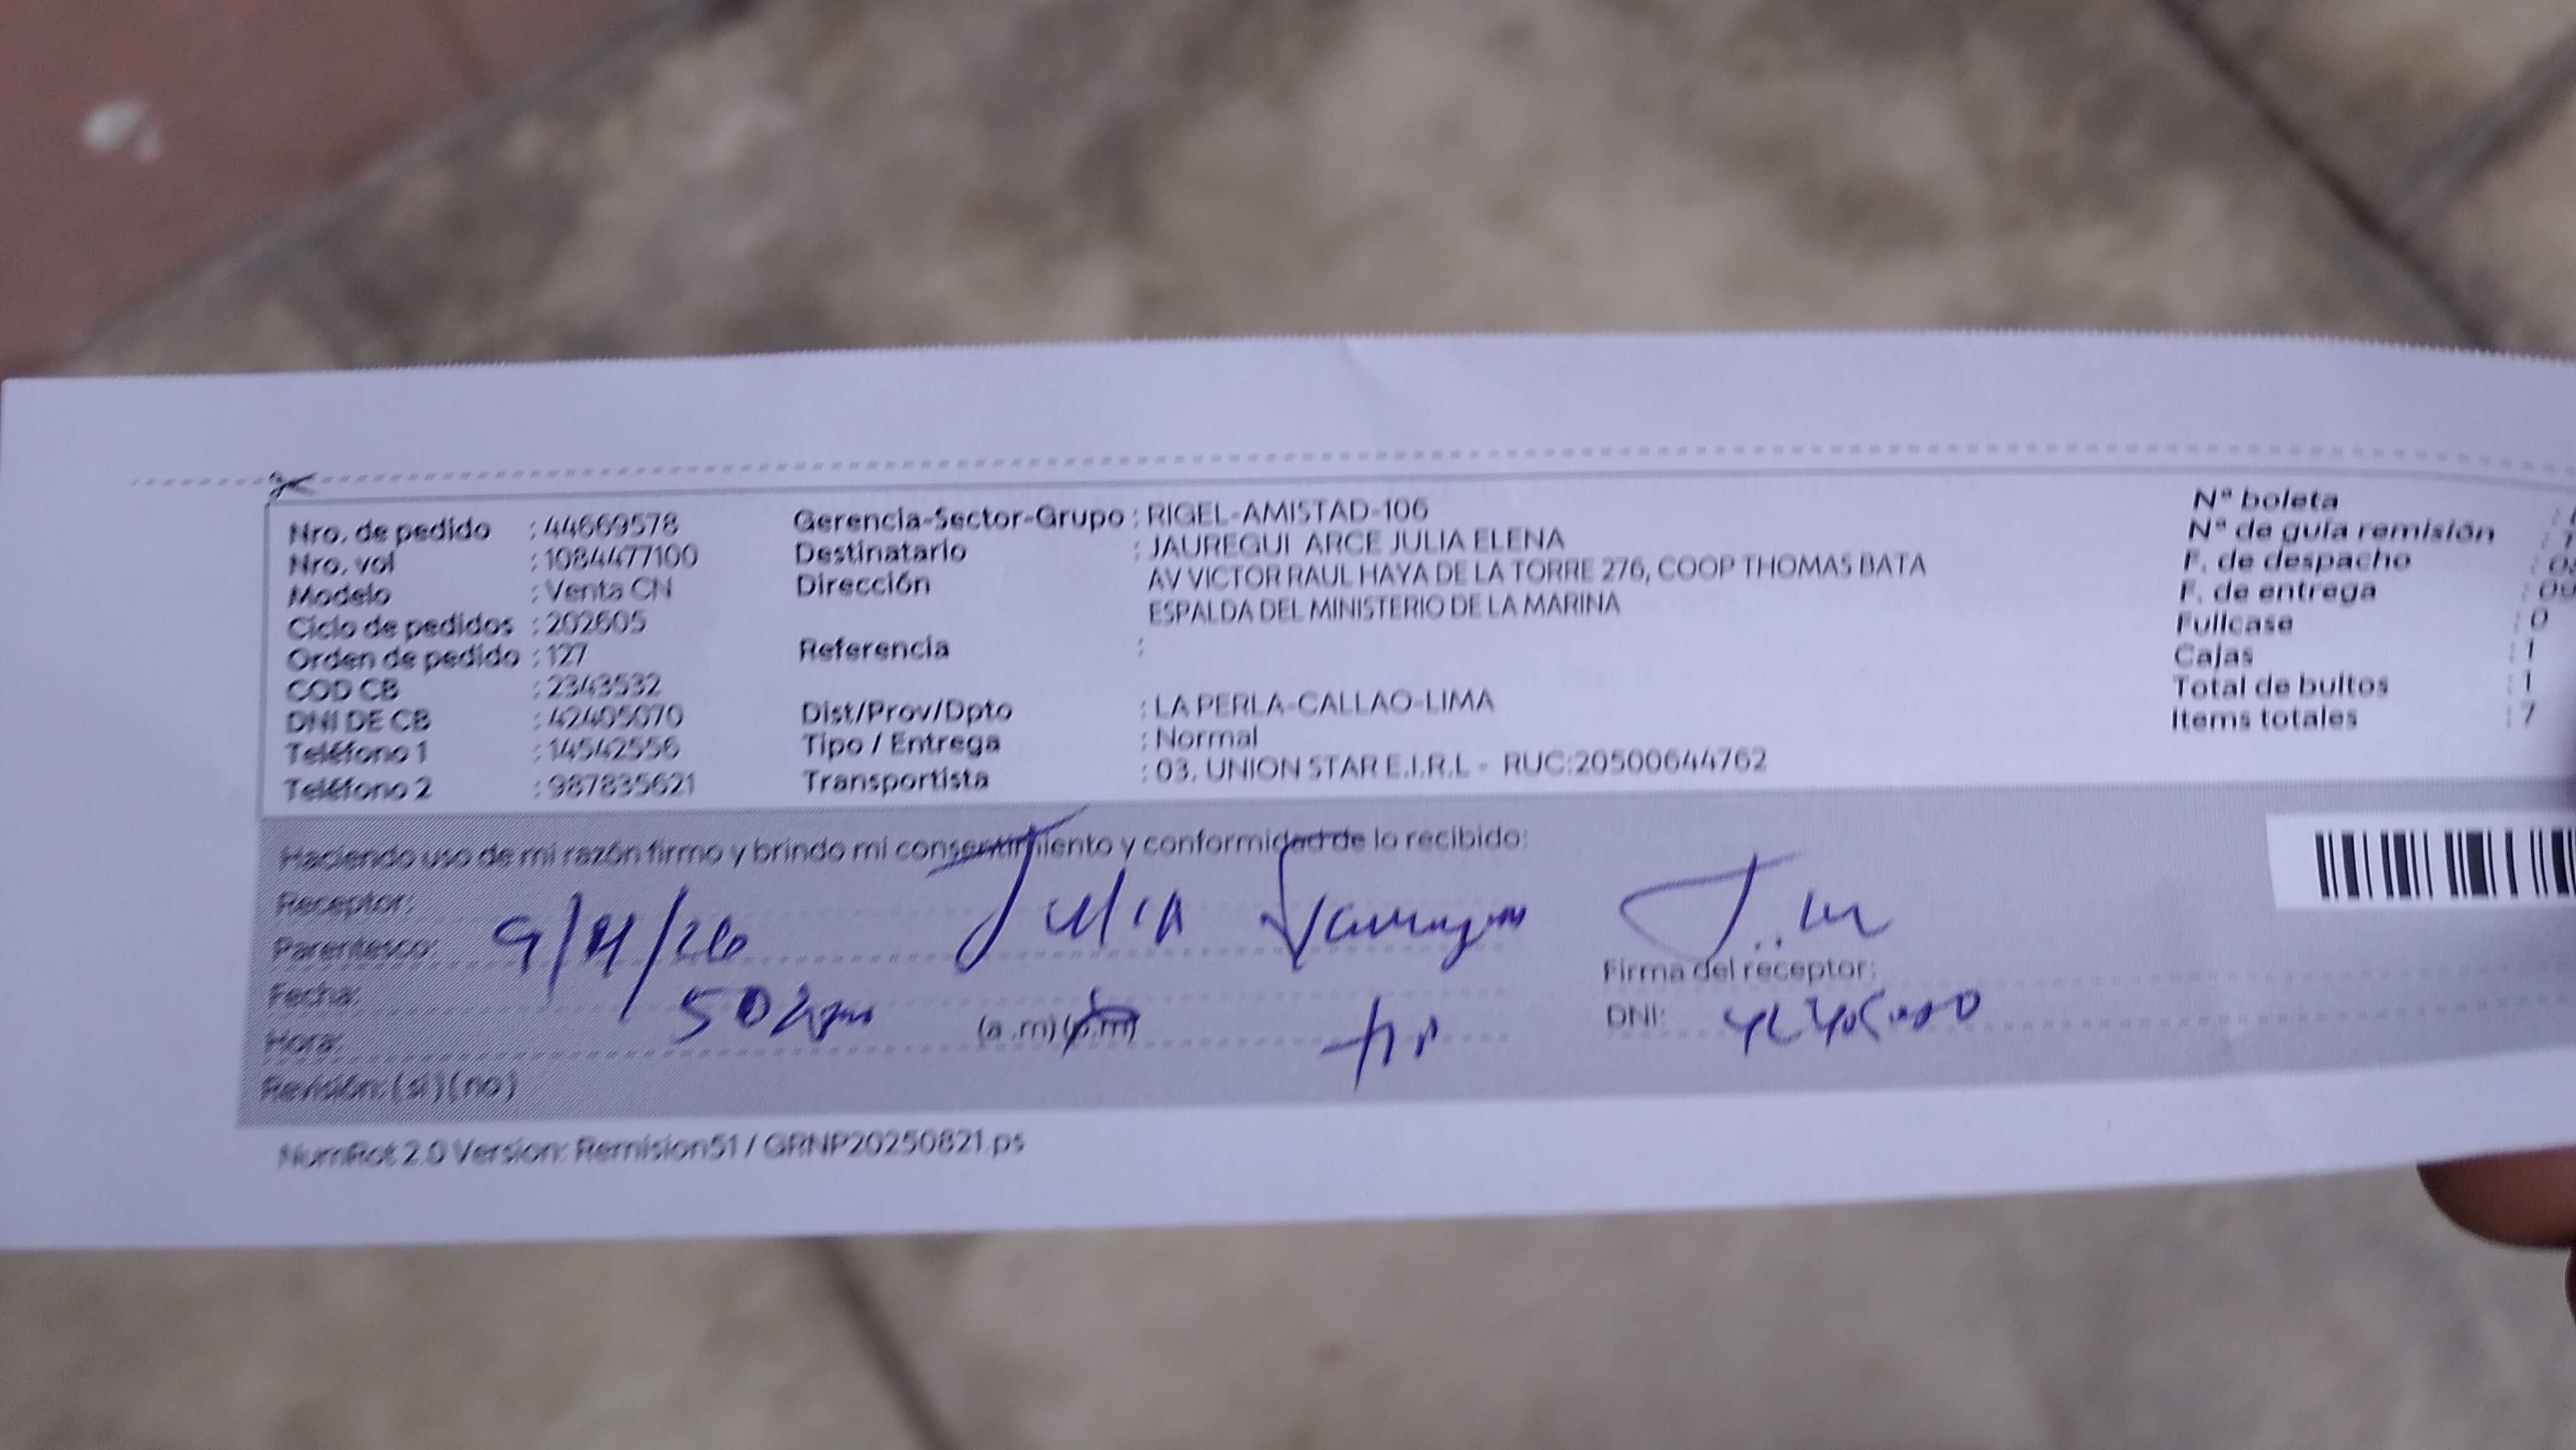 Nro. de pedido : 44669578 Gerencia-Sector-Grupo : RIGEL-AMISTAD-106 Nª boleta
Nro. vol : 1084477100 Destinatario : JAUREGUI ARCE JULIA ELENA Nª de guía remisión
Modelo : Venta CN Dirección AV VICTOR RAUL HAYA DE LA TORRE 276, COOP THOMAS BATA F. de despacho
Ciclo de pedidos : 202605 ESPALDA DEL MINISTERIO DE LA MARINA F. de entrega
Orden de pedido : 127 Referencia : Fullcase : 0
COD CB : 2343532 Cajas : 1
DNI DE CB : 42405070 Dist/Prov/Dpto : LA PERLA-CALLAO-LIMA Total de bultos : 1
Teléfono 1 : 14542556 Tipo / Entrega : Normal Items totales : 7
Teléfono 2 : 987835621 Transportista : 03. UNION STAR E.I.R.L - RUC:20500644762
Haciendo uso de mi razón firmo y brindo mi consentimiento y conformidad de lo recibido:
Receptor: Julia
Parentesco: Firma del receptor:
Fecha: DNI:
Hora: (a .m) (p.m)
Revisión: (si) (no)
NumRot 2.0 Version: Remision51 / GRNP20250821.ps